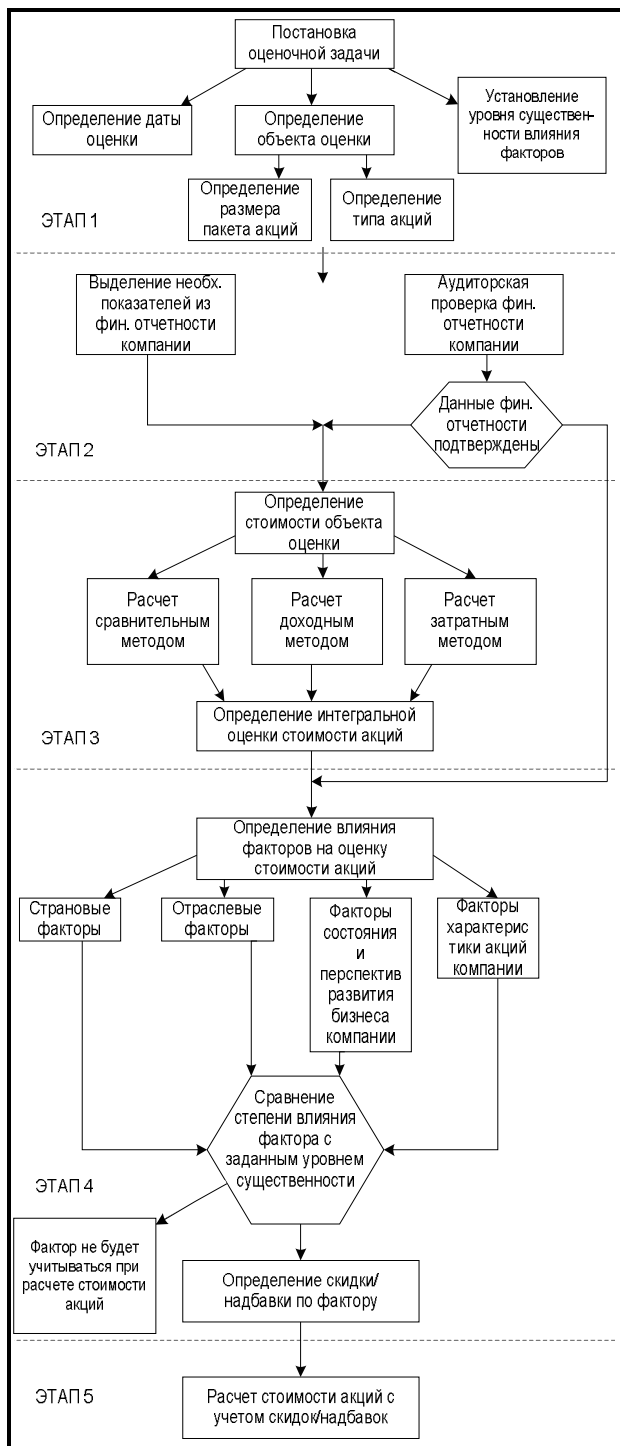 Постановка
оценочной задачи
Определение даты
оценки
Определение
объекта оценки
Установление
уровня существен-
ности влияния
факторов
Определение
размера
пакета акций
Определение
типа акций
ЭТАП 1
Выделение необх.
показателей из
фин. отчетности
компании
Аудиторская
проверка фин.
отчетности
компании
Данные фин.
отчетности
подтверждены
ЭТАП 2
Определение
стоимости объекта
оценки
Расчет
сравнительным
методом
Расчет
доходным
методом
Расчет
затратным
методом
Определение интегральной
оценки стоимости акций
ЭТАП 3
Определение влияния
факторов на оценку
стоимости акций
Страновые
факторы
Отраслевые
факторы
Факторы
состояния
и
перспектив
развития
бизнеса
компании
Факторы
характерис
тики акций
компании
Сравнение
степени влияния
фактора с
заданным уровнем
существенности
ЭТАП 4
Фактор не будет
учитываться при
расчете стоимости
акций
Определение скидки/
надбавки по фактору
ЭТАП 5
Расчет стоимости акций с
учетом скидок/надбавок